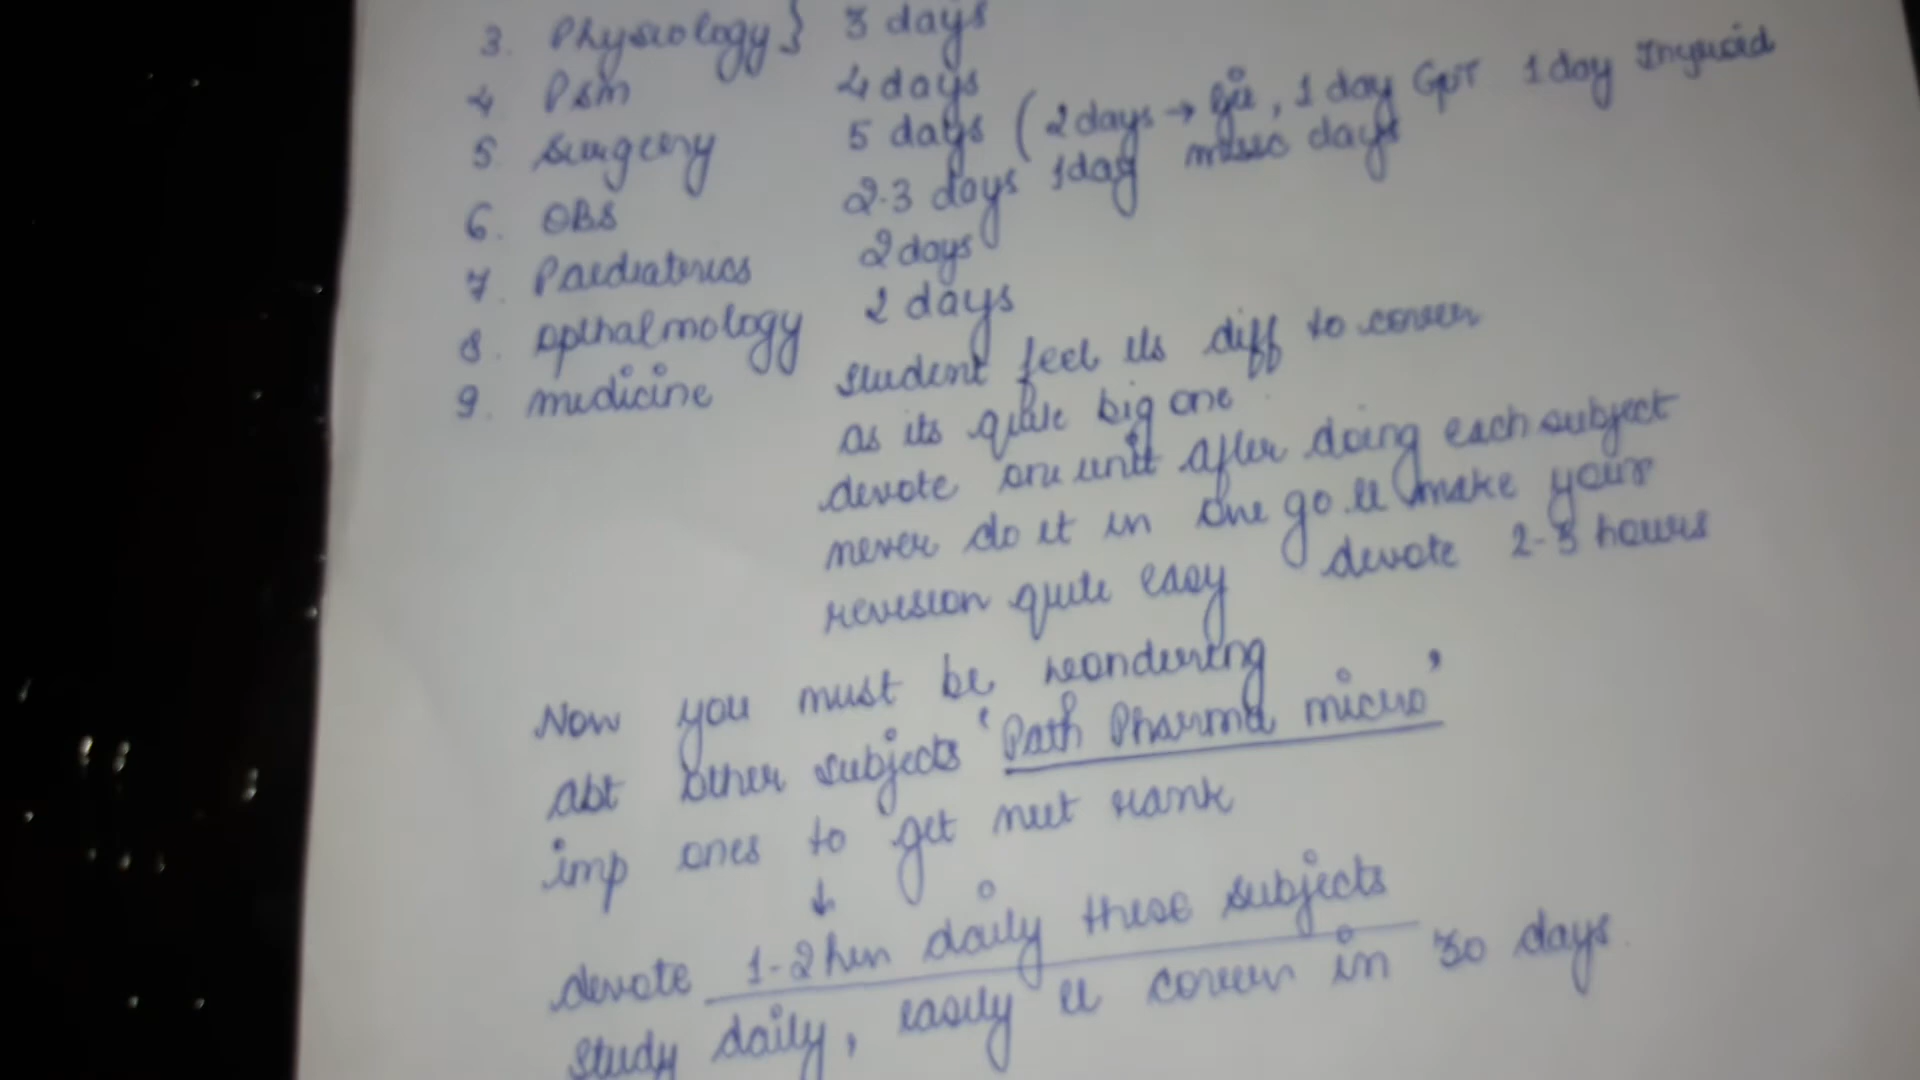 3. Physiology } 3 days
4 PSM 4 days
5 surgery 5 days ( 2 days → , 1 day GIT 1 day Thyroid
1 day misc days
6. OBS 2-3 days
7. Paediatrics 2 days
8. opthalmology 2 days
9. medicine student feel its diff to cover
as its quite big one
devote one unit after doing each subject
never do it in one go. ll make your
revision quite easy devote 2-3 hours
Now you must be wondering
abt other subjects 'Path Pharma micro'
imp ones to get neet rank
↓
devote 1-2 hrs daily these subjects
study daily, easily ll cover in 30 days.